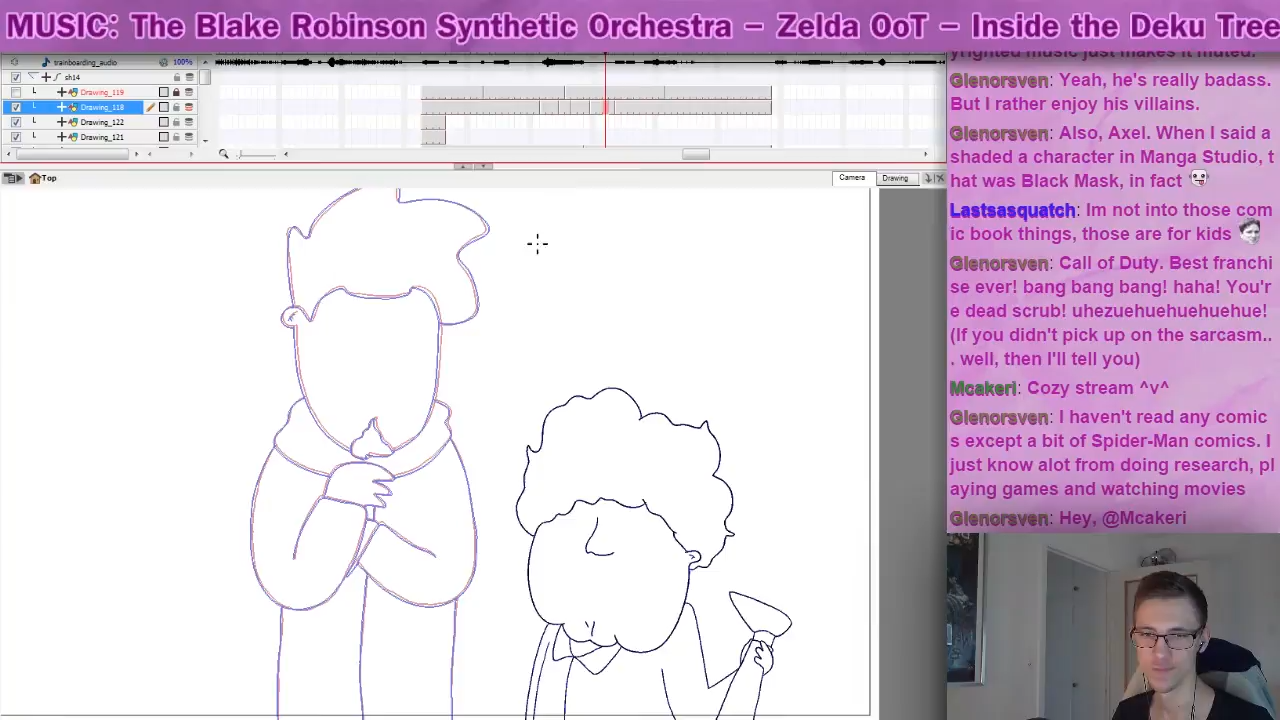 MUSIC: The Blake Robinson Synthetic Orchestra – Zelda OoT – Inside the Deku Tree
trainboarding_audio 100%
sh14
Drawing_119
Drawing_118
Drawing_122
Drawing_121
Top
Camera Drawing
yrighted music just makes it muted.
Glenorsven: Yeah, he's really badass.
But I rather enjoy his villains.
Glenorsven: Also, Axel. When I said a
shaded a character in Manga Studio, t
hat was Black Mask, in fact
Lastsasquatch: Im not into those com
ic book things, those are for kids
Glenorsven: Call of Duty. Best franchi
se ever! bang bang bang! haha! You'r
e dead scrub! uhezuehuehuehuehue!
(If you didn't pick up on the sarcasm..
. well, then I'll tell you)
Mcakeri: Cozy stream ^v^
Glenorsven: I haven't read any comic
s except a bit of Spider-Man comics. I
just know alot from doing research, pl
aying games and watching movies
Glenorsven: Hey, @Mcakeri